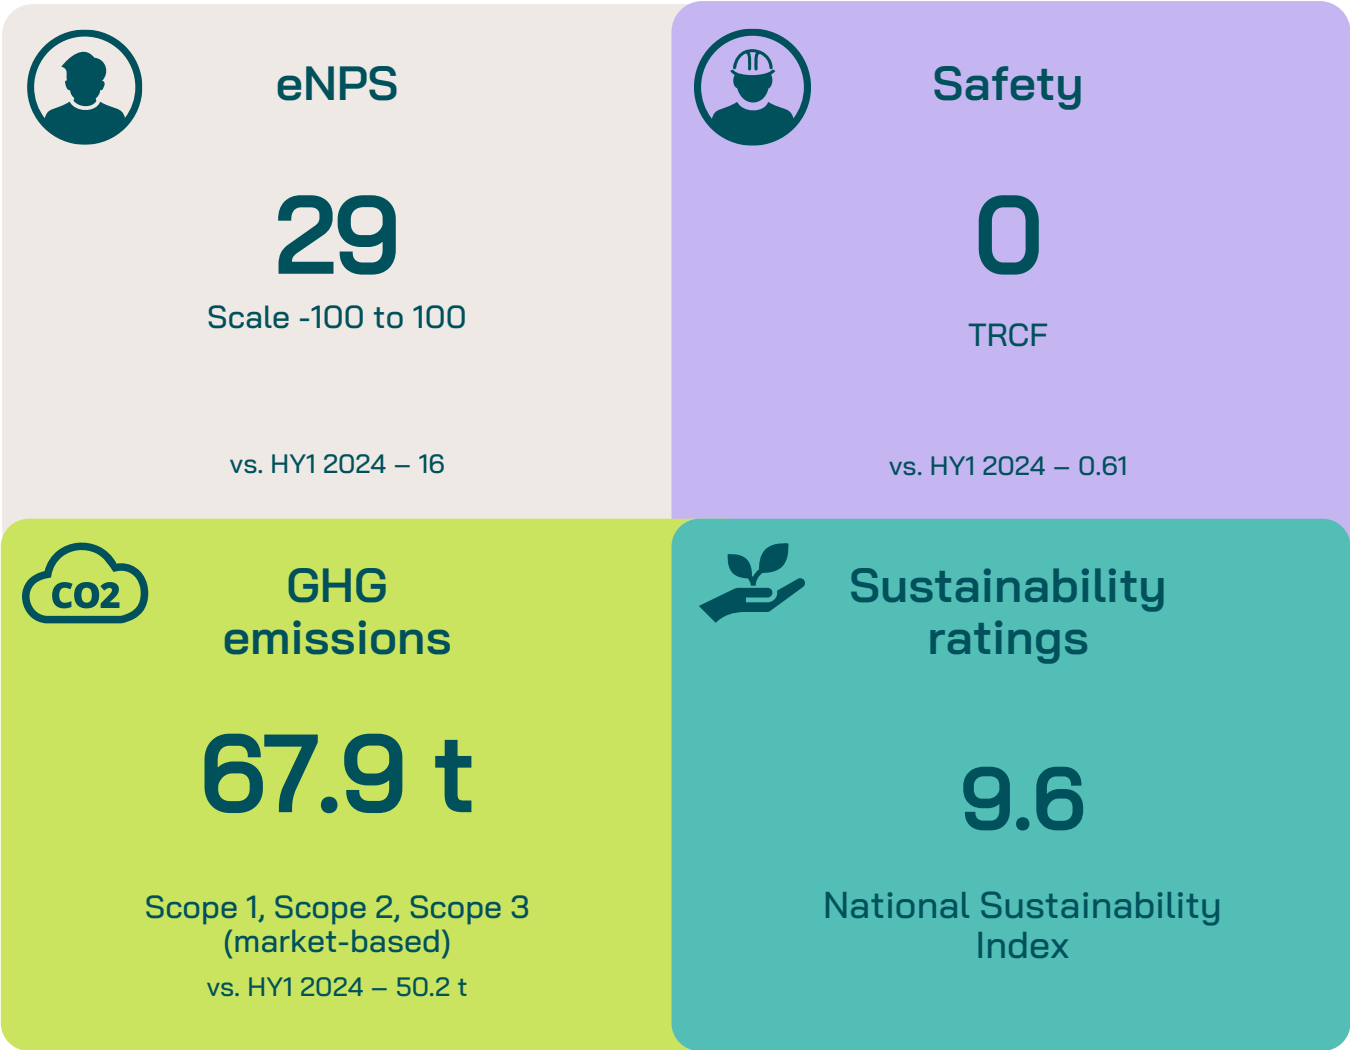 eNPS
29
Scale -100 to 100
vs. HY1 2024 – 16
Safety
0
TRCF
vs. HY1 2024 – 0.61
CO2
GHG
emissions
67.9 t
Scope 1, Scope 2, Scope 3
(market-based)
vs. HY1 2024 – 50.2 t
Sustainability
ratings
9.6
National Sustainability
Index